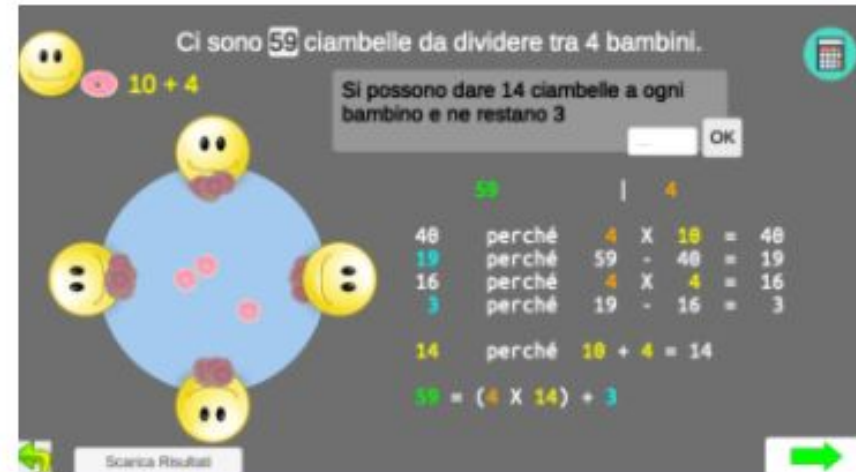 Ci sono 59 ciambelle da dividere tra 4 bambini.
10 + 4
Si possono dare 14 ciambelle a ogni
bambino e ne restano 3
OK
59 | 4
40 perché 4 X 10 = 40
19 perché 59 - 40 = 19
16 perché 4 X 4 = 16
3 perché 19 - 16 = 3
14 perché 10 + 4 = 14
59 = (4 X 14) + 3
Scarica Risultati